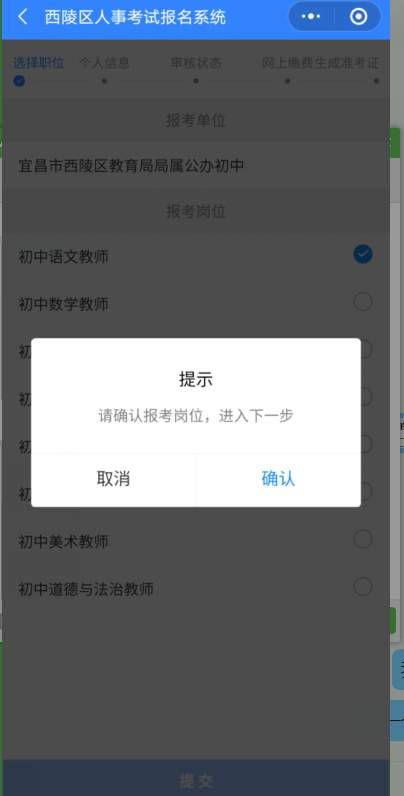 西陵区人事考试报名系统
选择职位 个人信息 审核状态 网上缴费生成准考证
报考单位
宜昌市西陵区教育局局属公办初中
报考岗位
初中语文教师
初中数学教师
初
初
初
初
提示
请确认报考岗位，进入下一步
取消 确认
初中美术教师
初中道德与法治教师
提交